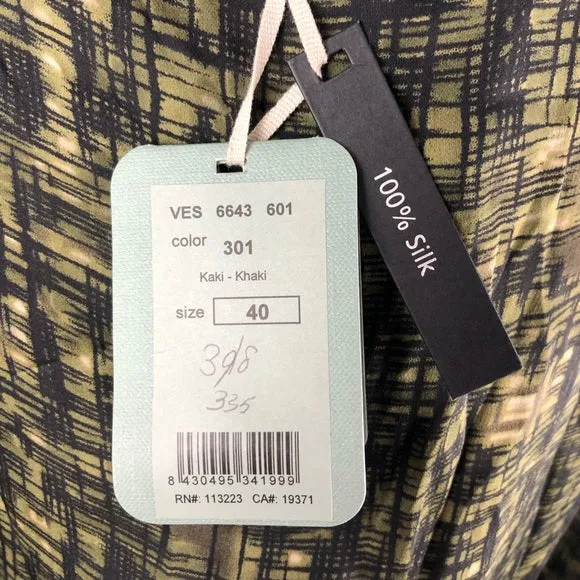 VES 6643 601
color 301
Kaki - Khaki
size 40
398
335
8 430495 341999
RN#: 113223 CA#: 19371
100% Silk